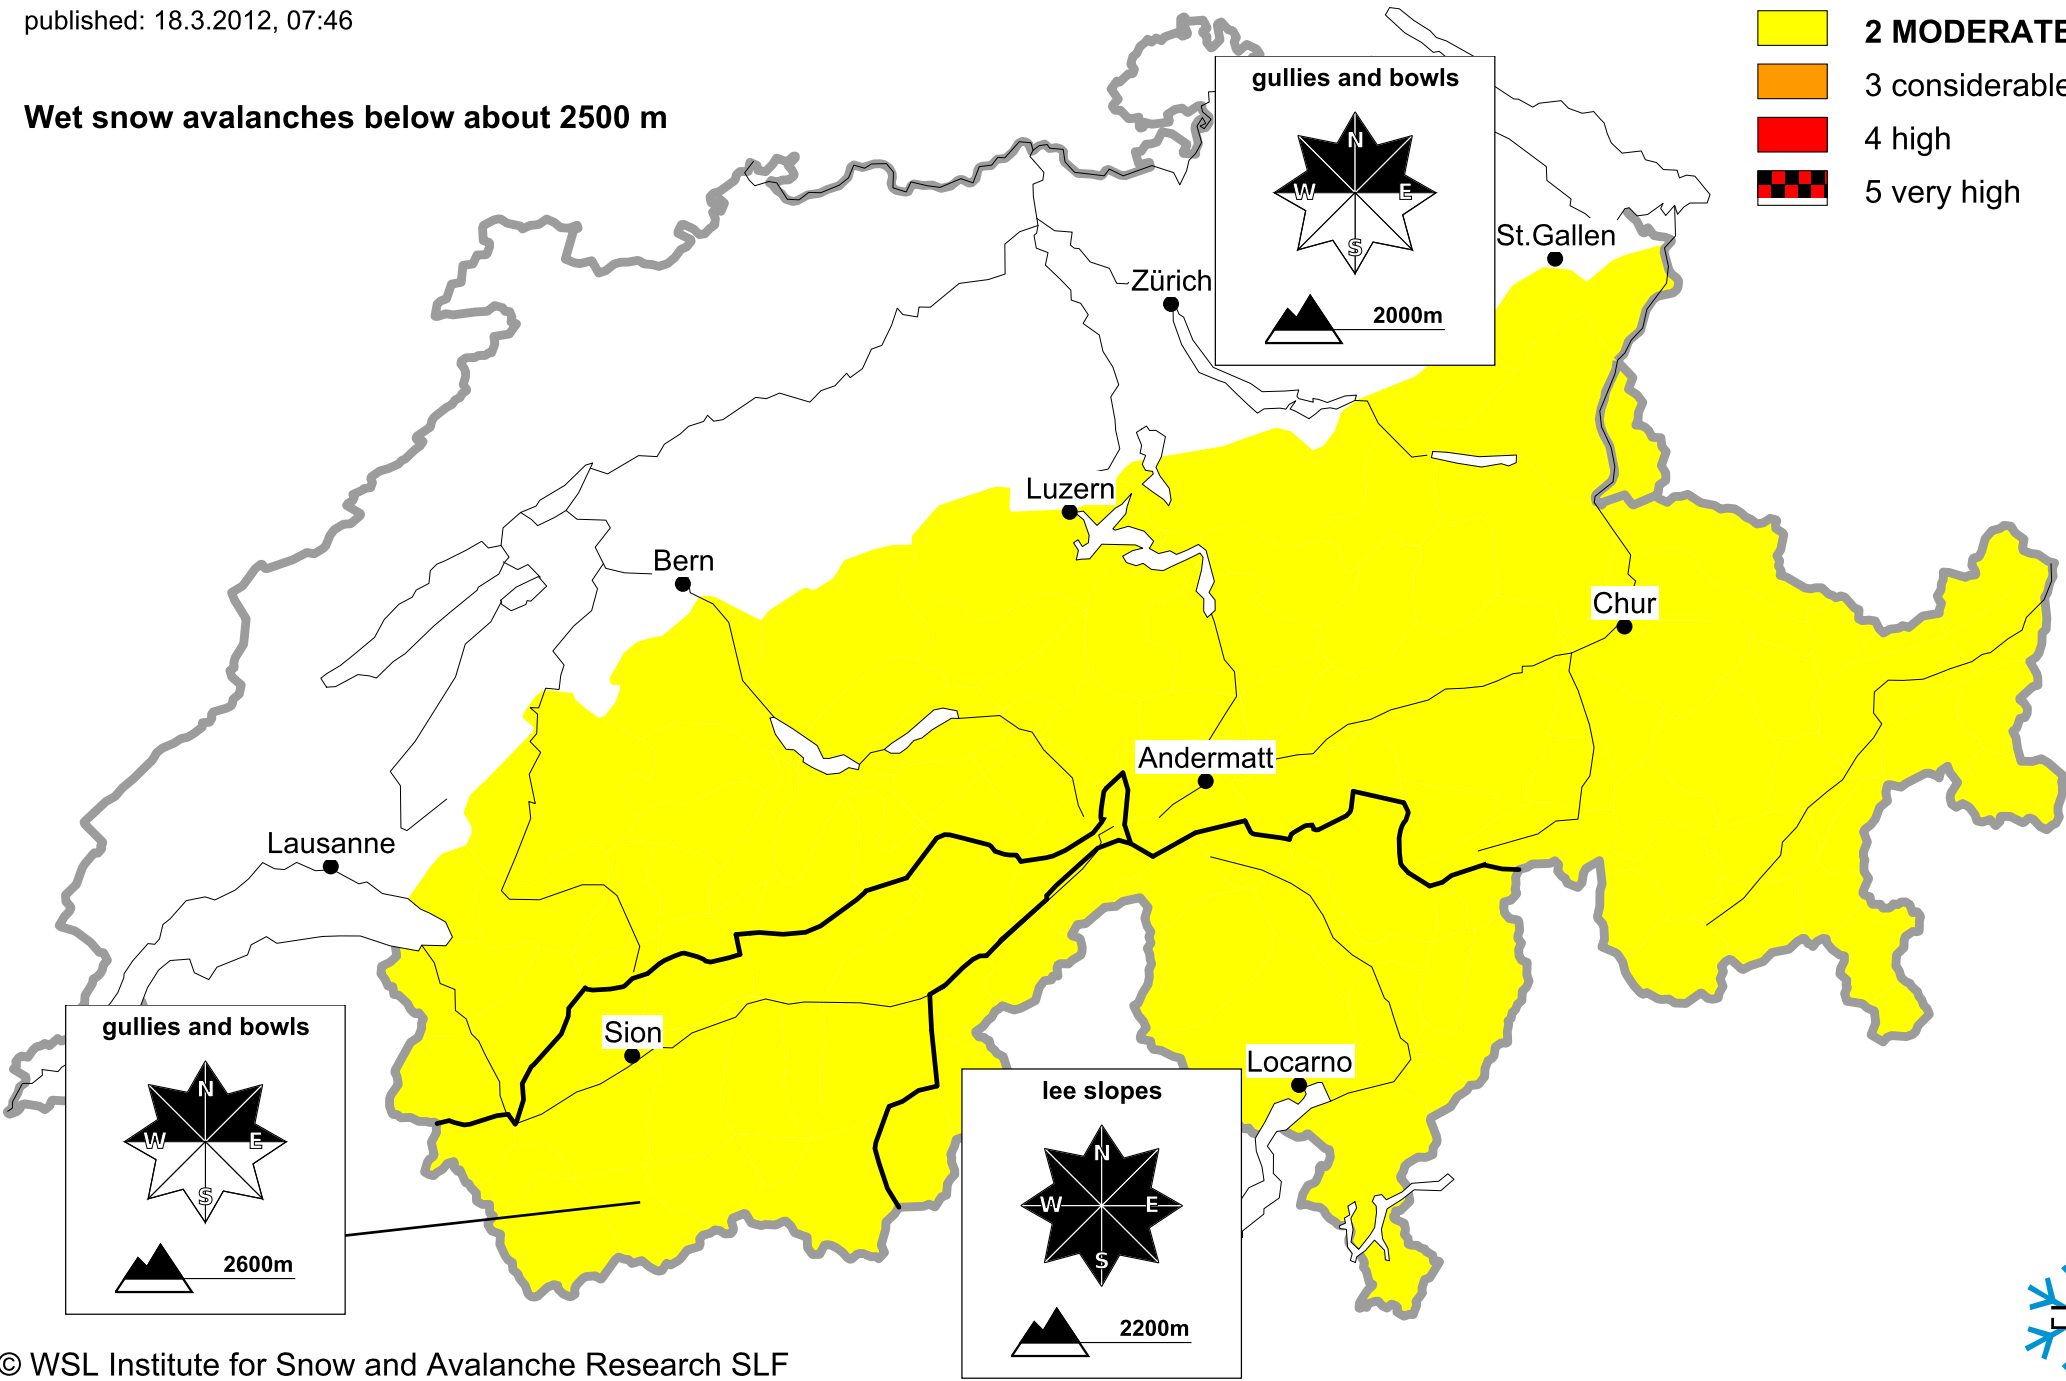 published: 18.3.2012, 07:46
2 MODERATE
3 considerable
4 high
5 very high
Wet snow avalanches below about 2500 m
gullies and bowls
N
W E
S
2000m
St.Gallen
Zürich
Luzern
Bern
Chur
Andermatt
Lausanne
Sion
Locarno
gullies and bowls
N
W E
S
2600m
lee slopes
N
W E
S
2200m
© WSL Institute for Snow and Avalanche Research SLF